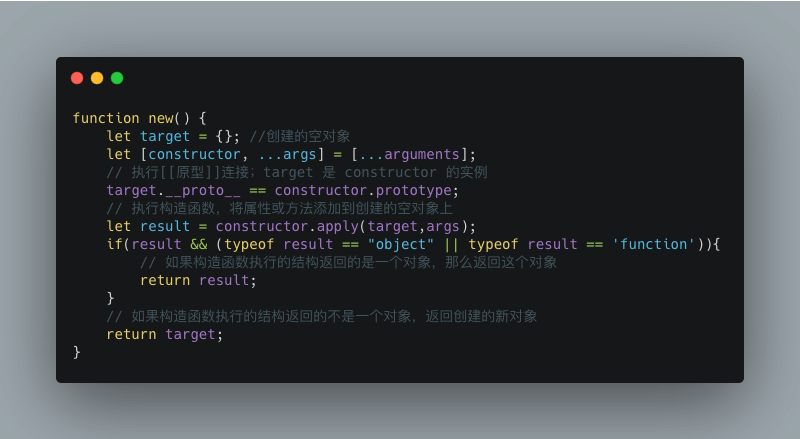 function new() {
    let target = {}; //创建的空对象
    let [constructor, ...args] = [...arguments];
    // 执行[[原型]]连接；target 是 constructor 的实例
    target.__proto__ == constructor.prototype;
    // 执行构造函数，将属性或方法添加到创建的空对象上
    let result = constructor.apply(target,args);
    if(result && (typeof result == "object" || typeof result == 'function')){
        // 如果构造函数执行的结构返回的是一个对象，那么返回这个对象
        return result;
    }
    // 如果构造函数执行的结构返回的不是一个对象，返回创建的新对象
    return target;
}